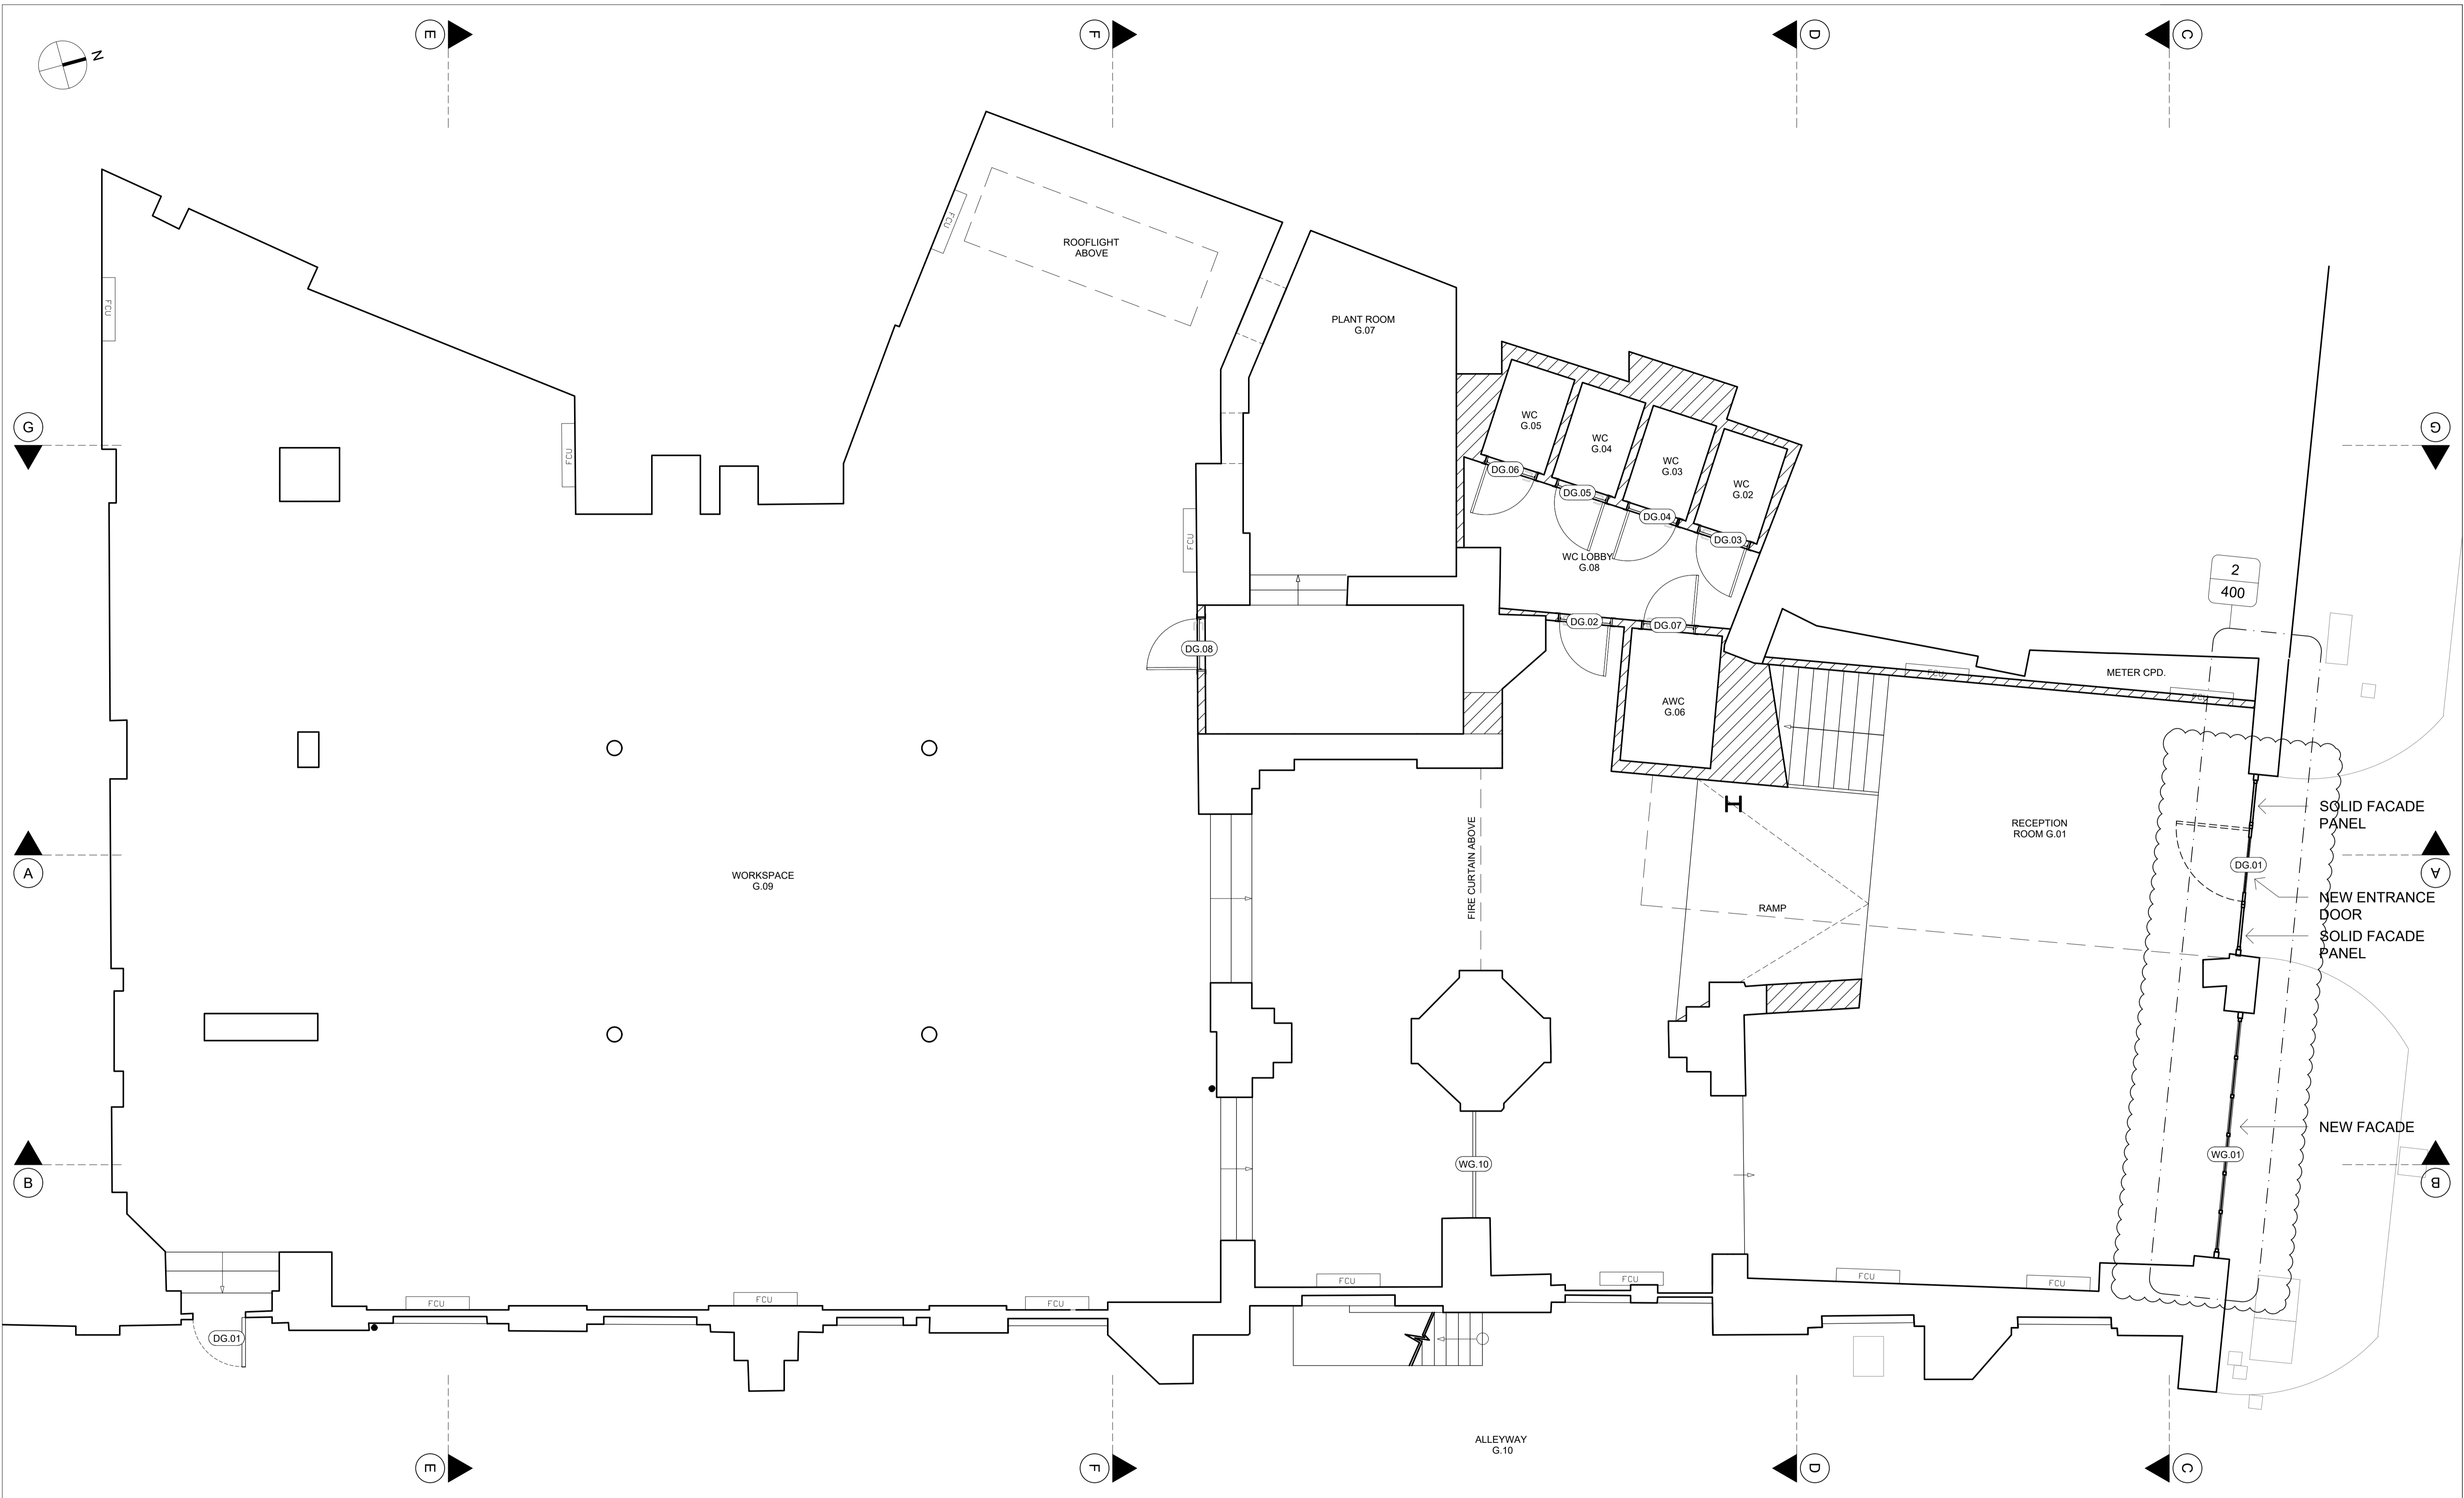 E
F
D
C
N
ROOFLIGHT
ABOVE
FCU
FCU
PLANT ROOM
G.07
G
G
FCU
WC
G.05
WC
G.04
WC
G.03
WC
G.02
DG.06
DG.05
DG.04
DG.03
FCU
WC LOBBY
G.08
2
400
DG.02
DG.07
DG.08
FCU
METER CPD.
FCU
AWC
G.06
H
SOLID FACADE
PANEL
RECEPTION
ROOM G.01
FIRE CURTAIN ABOVE
A
WORKSPACE
G.09
DG.01
A
NEW ENTRANCE
DOOR
RAMP
SOLID FACADE
PANEL
NEW FACADE
B
WG.10
WG.01
B
FCU
FCU
FCU
FCU
FCU
FCU
FCU
DG.01
ALLEYWAY
G.10
E
F
D
C